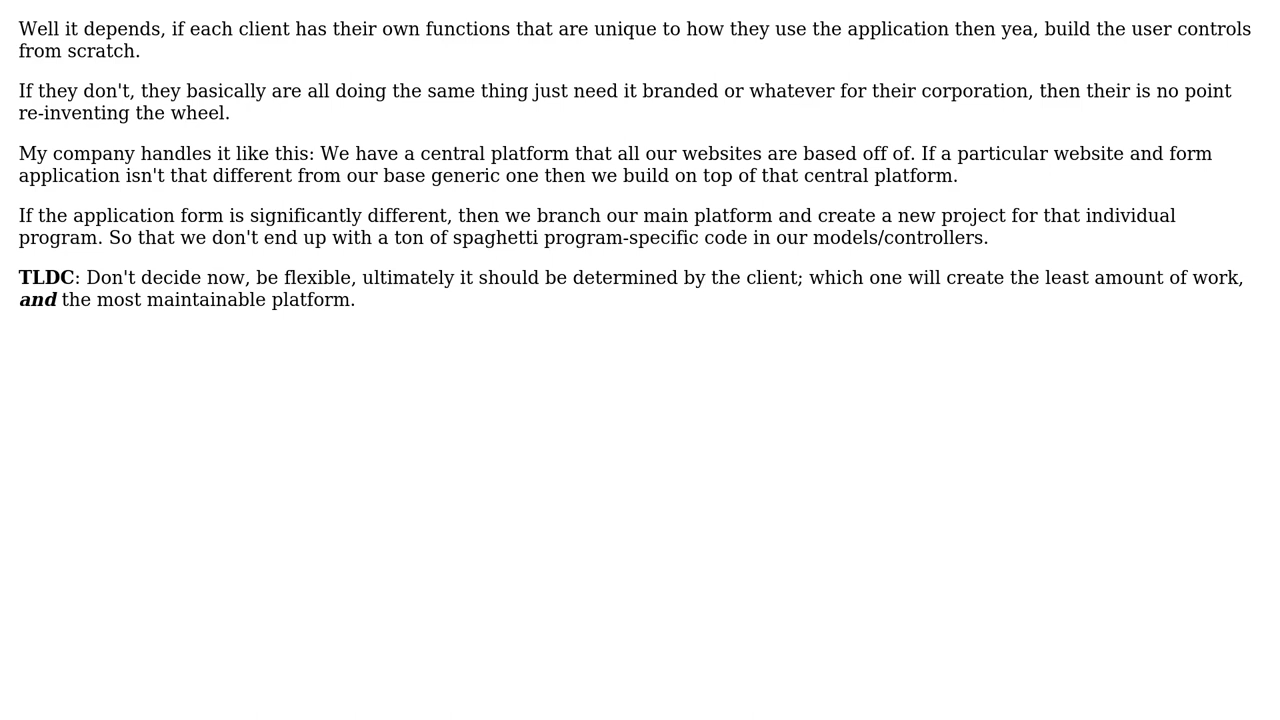 Well it depends, if each client has their own functions that are unique to how they use the application then yea, build the user controls
from scratch.
If they don't, they basically are all doing the same thing just need it branded or whatever for their corporation, then their is no point
re-inventing the wheel.
My company handles it like this: We have a central platform that all our websites are based off of. If a particular website and form
application isn't that different from our base generic one then we build on top of that central platform.
If the application form is significantly different, then we branch our main platform and create a new project for that individual
program. So that we don't end up with a ton of spaghetti program-specific code in our models/controllers.
TLDC: Don't decide now, be flexible, ultimately it should be determined by the client; which one will create the least amount of work,
and the most maintainable platform.